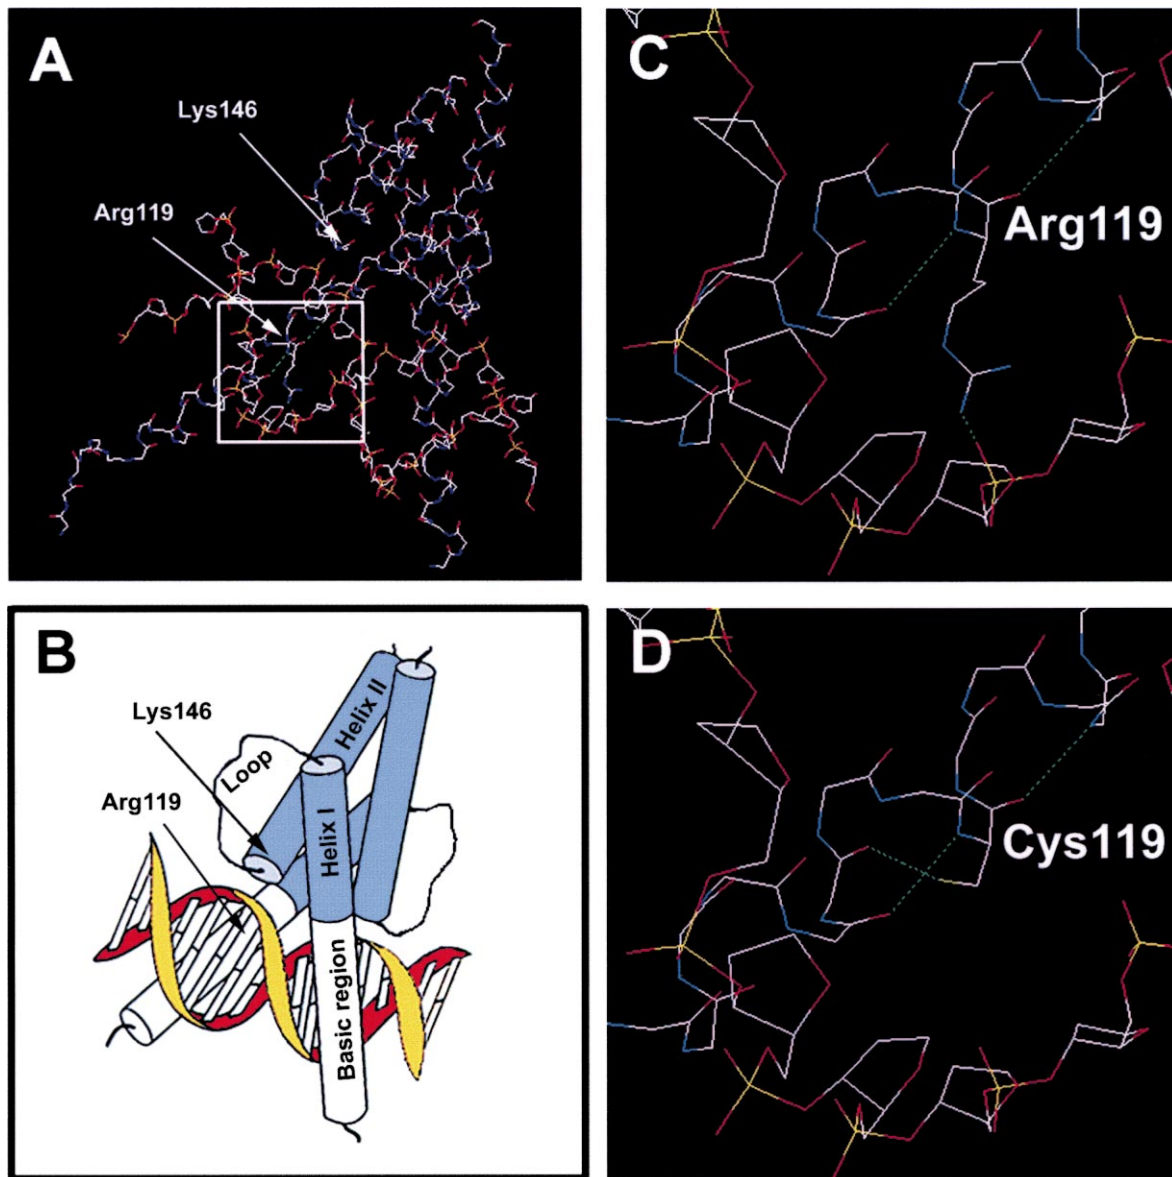 A
Lys146
Arg119
C
Arg119
B
Lys146
Arg119
Loop
Helix II
Helix I
Basic region
D
Cys119